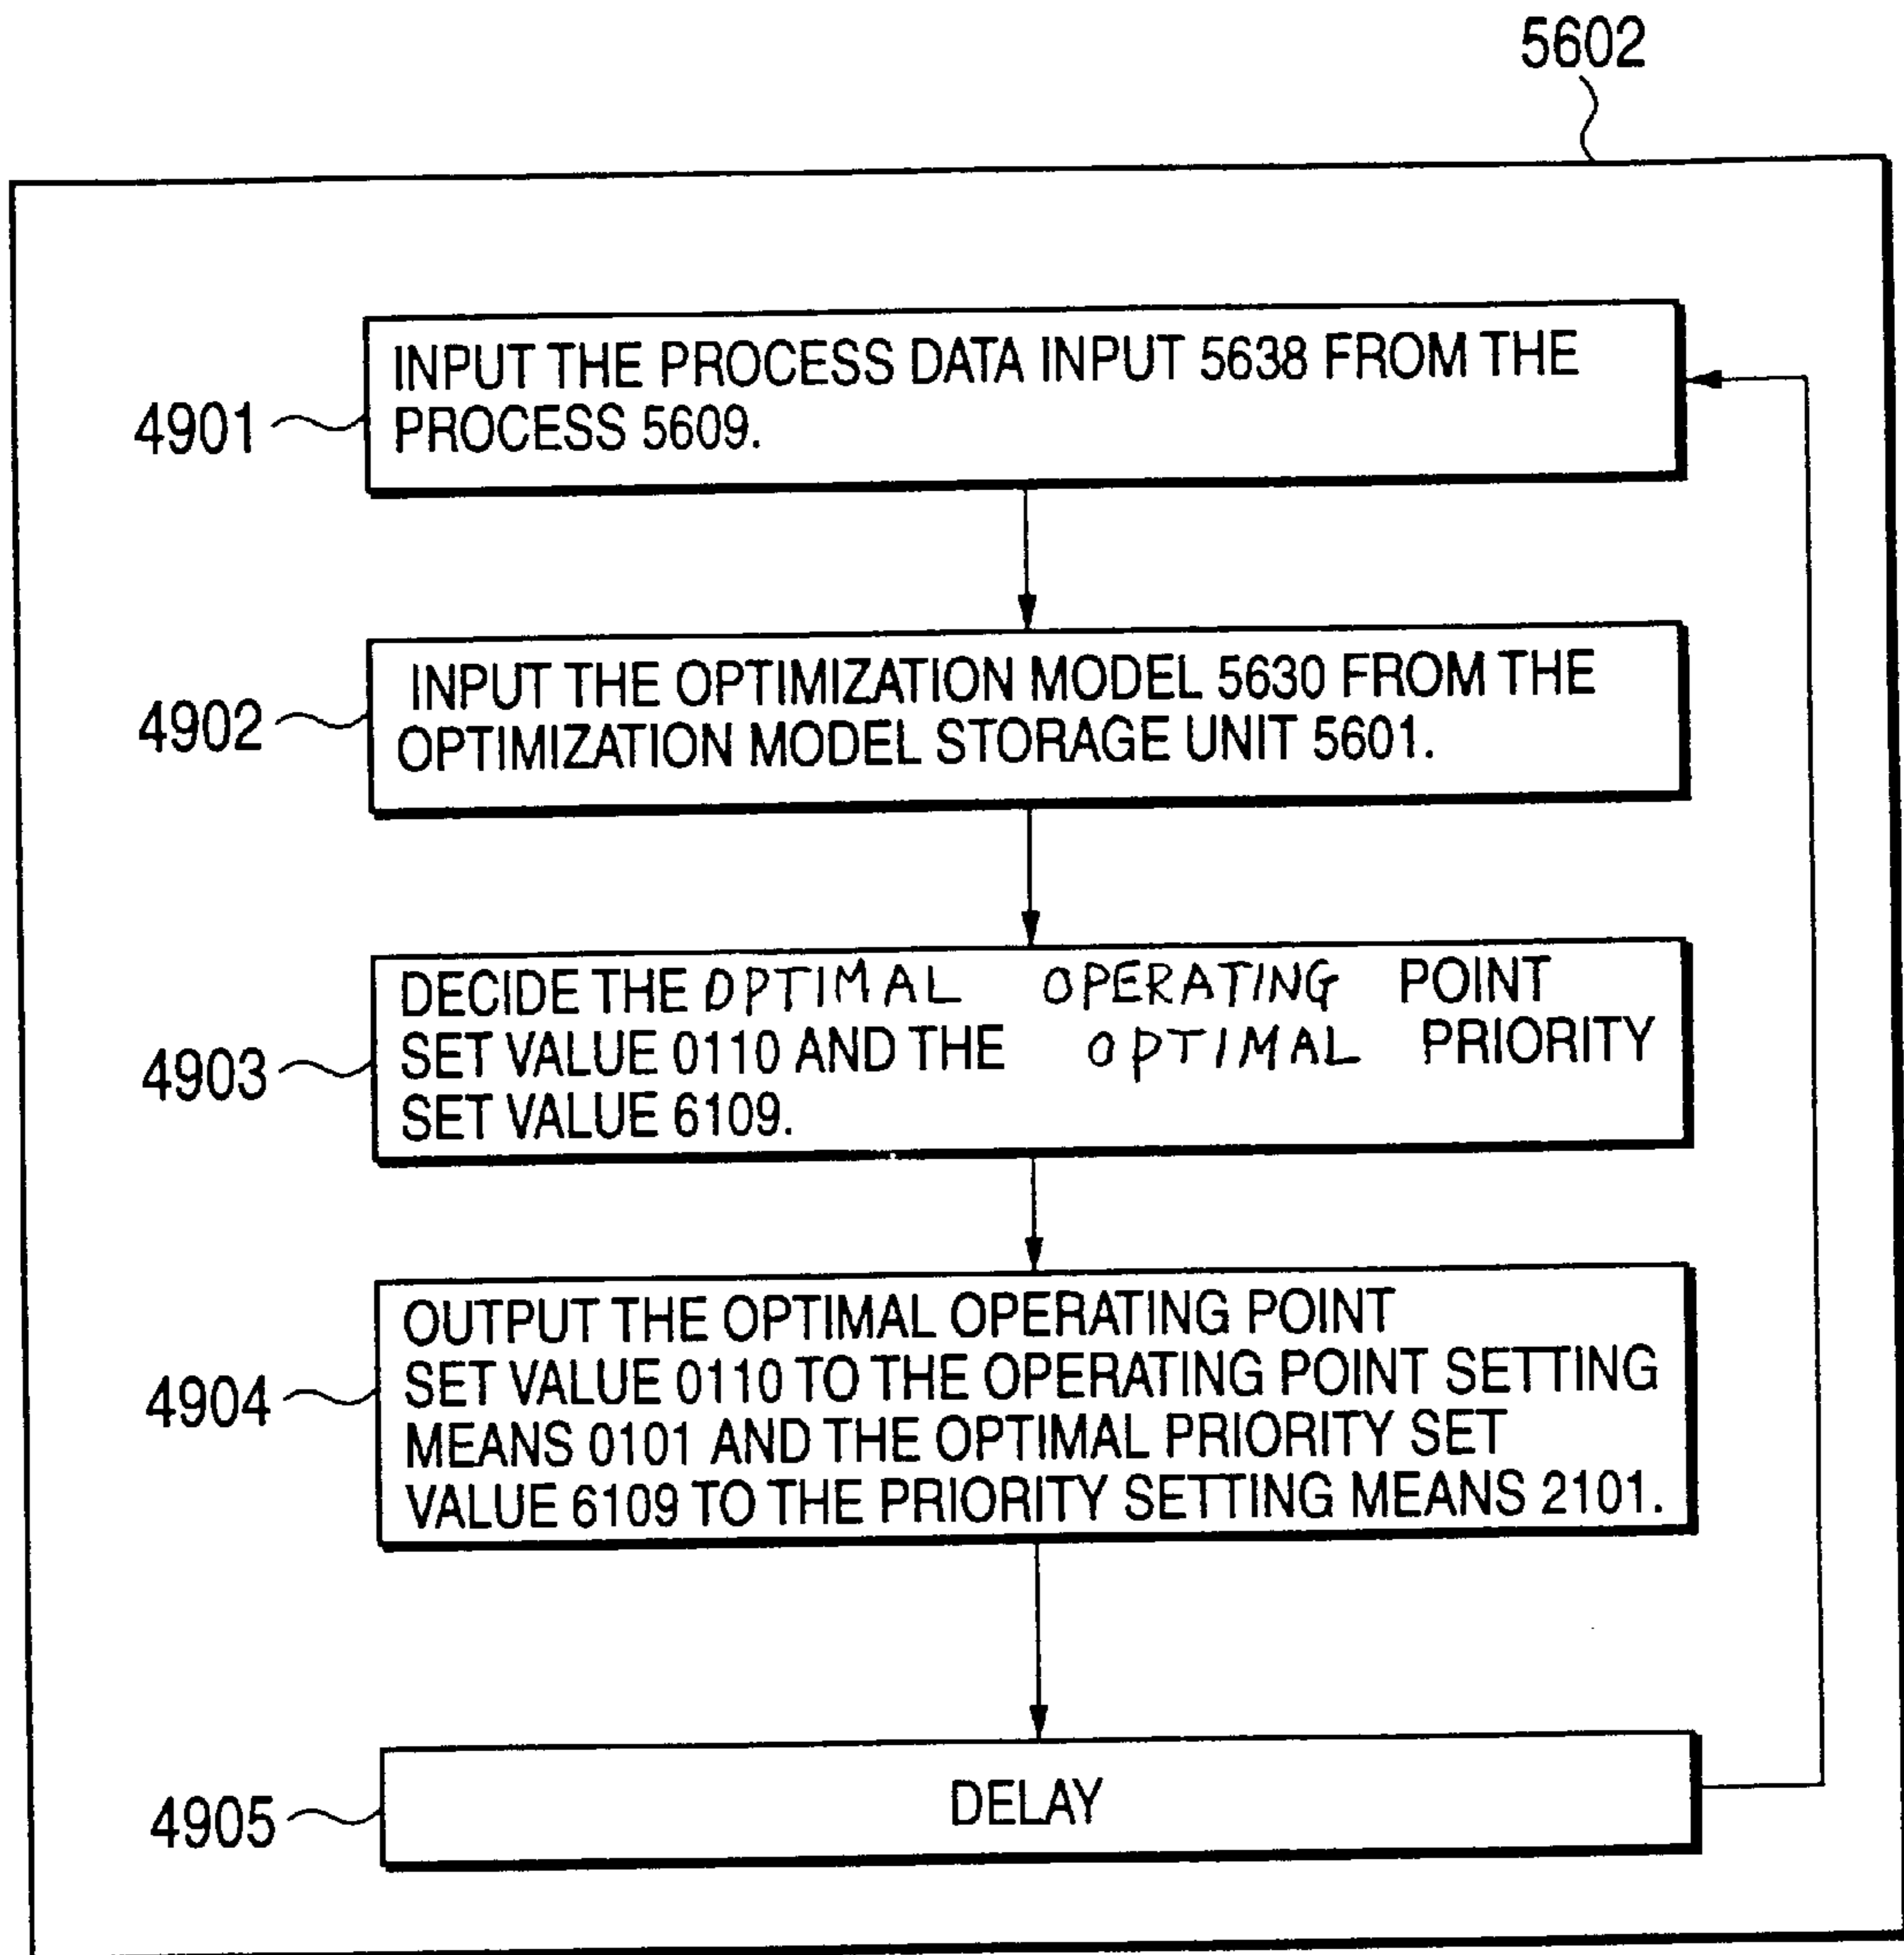 5602
4901
INPUT THE PROCESS DATA INPUT 5638 FROM THE
PROCESS 5609.
4902
INPUT THE OPTIMIZATION MODEL 5630 FROM THE
OPTIMIZATION MODEL STORAGE UNIT 5601.
4903
DECIDE THE OPTIMAL OPERATING POINT
SET VALUE 0110 AND THE OPTIMAL PRIORITY
SET VALUE 6109.
4904
OUTPUT THE OPTIMAL OPERATING POINT
SET VALUE 0110 TO THE OPERATING POINT SETTING
MEANS 0101 AND THE OPTIMAL PRIORITY SET
VALUE 6109 TO THE PRIORITY SETTING MEANS 2101.
4905
DELAY